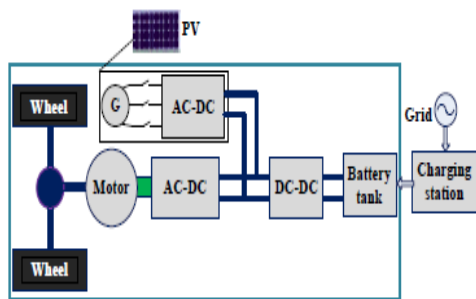 PV
Wheel
G
AC-DC
Grid
Motor
AC-DC
DC-DC
Battery
tank
Charging
station
Wheel